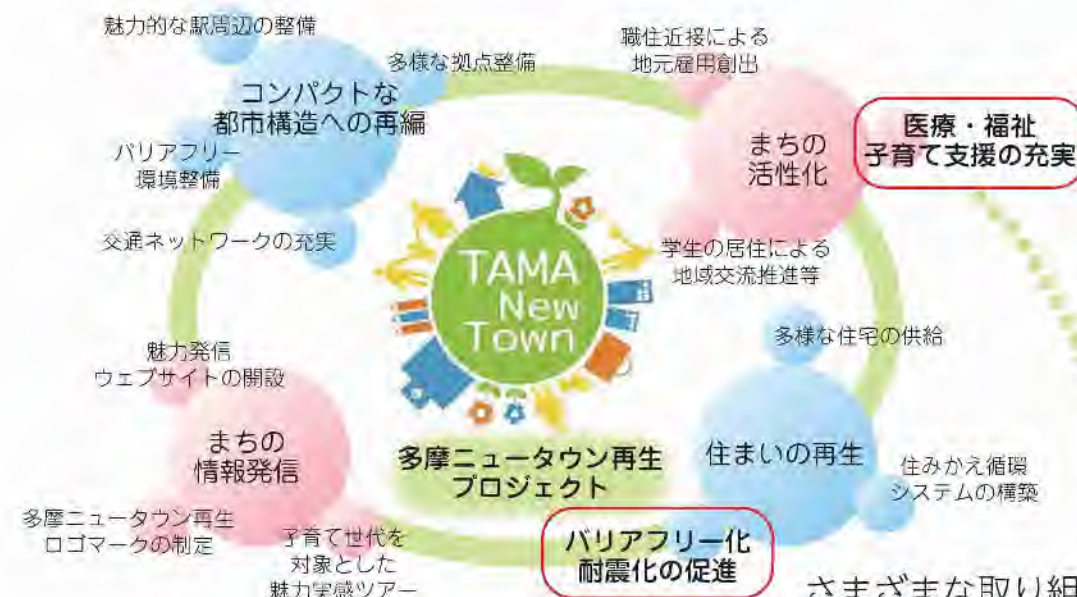 魅力的な駅周辺の整備
コンパクトな
都市構造への再編
多様な拠点整備
バリアフリー
環境整備
交通ネットワークの充実
職住近接による
地元雇用創出
まちの
活性化
医療・福祉
子育て支援の充実
学生の居住による
地域交流推進等
TAMA
New
Town
多様な住宅の供給
魅力発信
ウェブサイトの開設
まちの
情報発信
多摩ニュータウン再生
プロジェクト
住まいの再生
住みかえ循環
システムの構築
多摩ニュータウン再生
ロゴマークの制定
子育て世代を
対象とした
魅力実感ツアー
バリアフリー化
耐震化の促進
さまざまな取り組